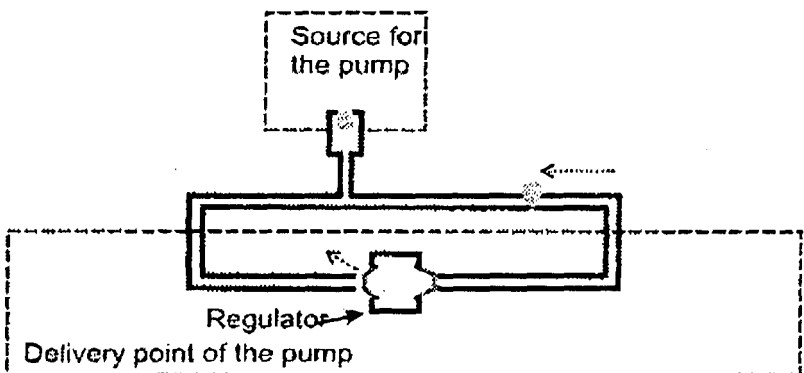 Source for
the pump
Regulator
Delivery point of the pump